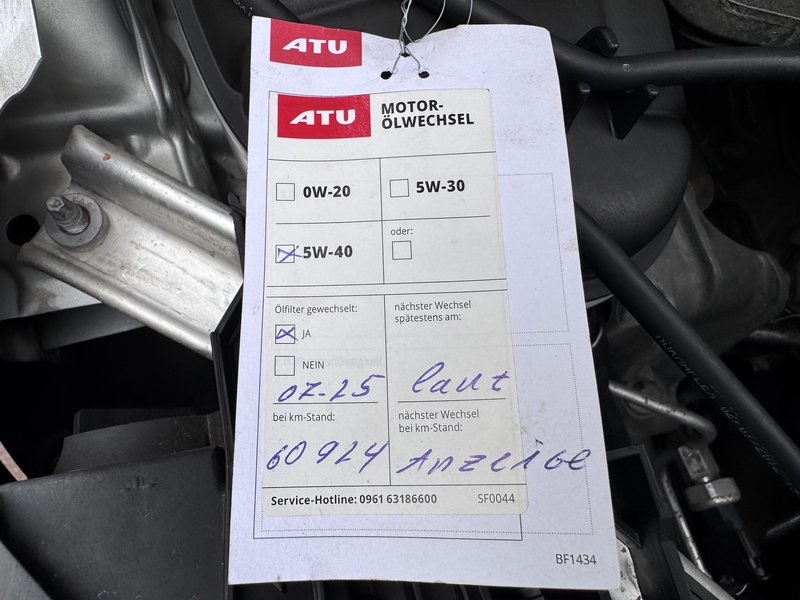 ATU
ATU MOTOR-
ÖLWECHSEL
0W-20
5W-30
5W-40
oder:
Ölfilter gewechselt:
JA
NEIN
07-25
nächster Wechsel
spätestens am:
laut
bei km-Stand:
60924
nächster Wechsel
bei km-Stand:
Anzeige
Service-Hotline: 0961 63186600
SF0044
BF1434